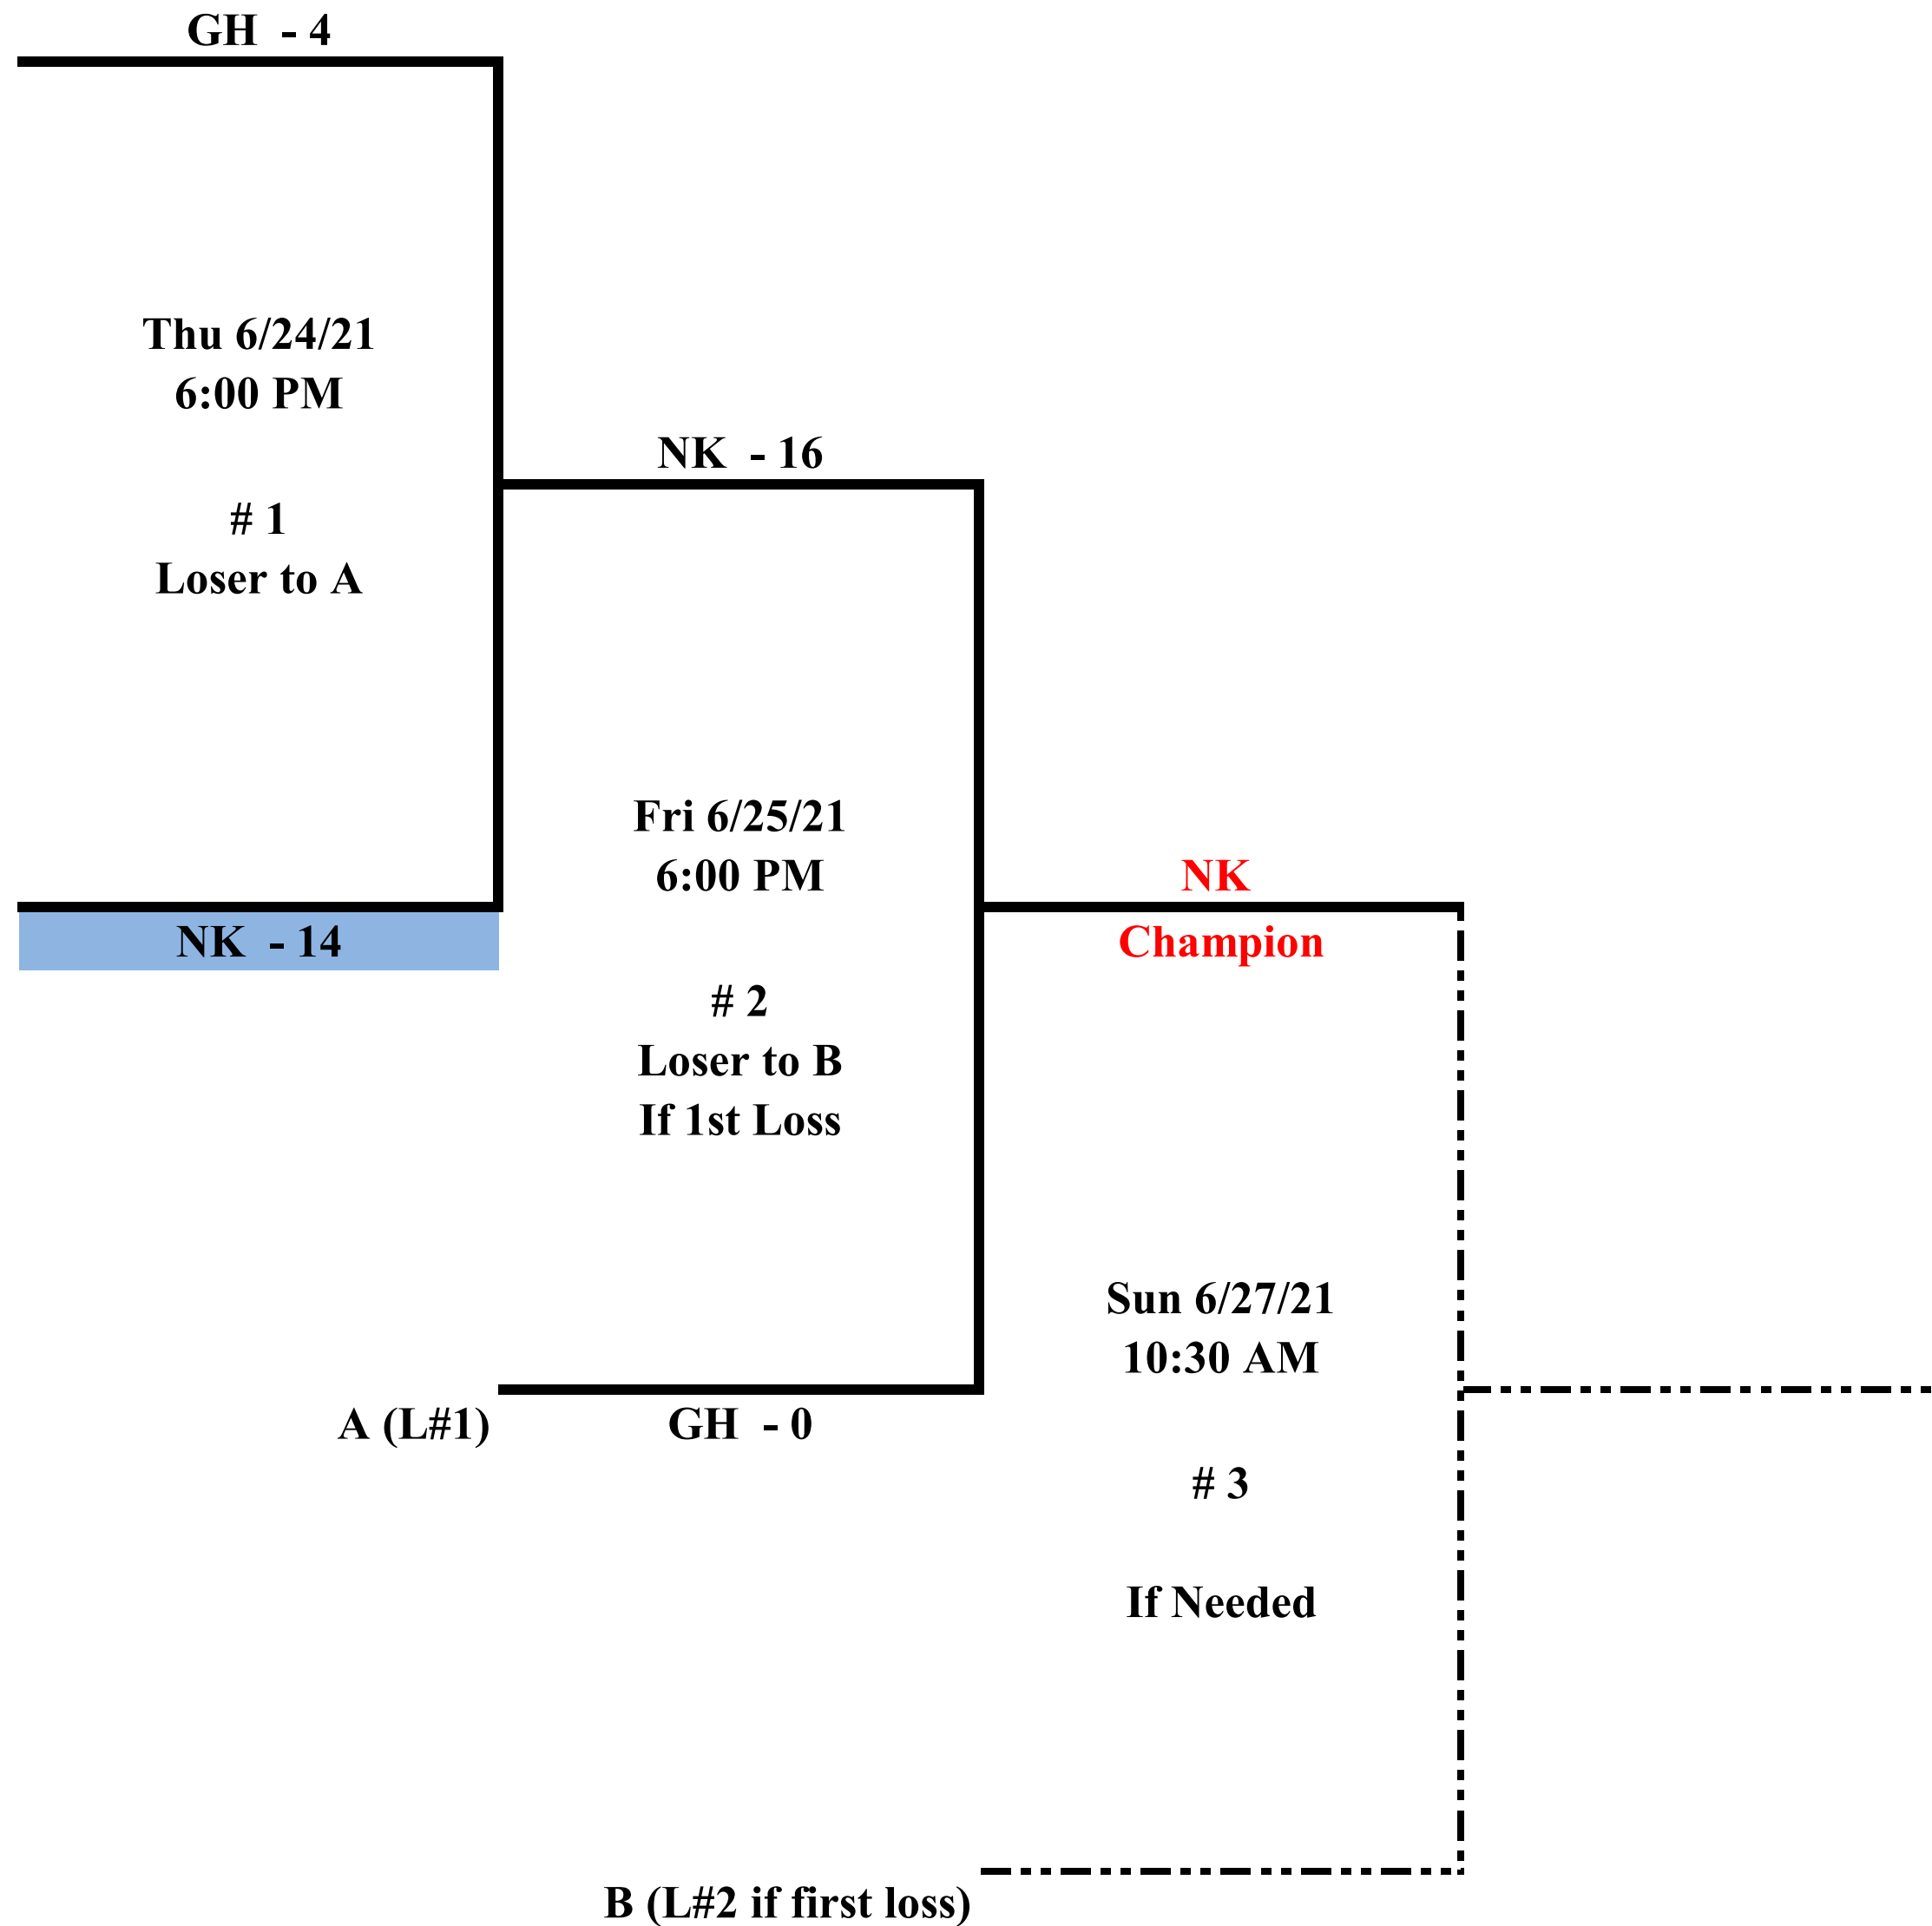 GH - 4
Thu 6/24/21
6:00 PM
# 1
Loser to A
NK - 14
NK - 16
Fri 6/25/21
6:00 PM
# 2
Loser to B
If 1st Loss
A (L#1)
GH - 0
NK
Champion
Sun 6/27/21
10:30 AM
# 3
If Needed
B (L#2 if first loss)